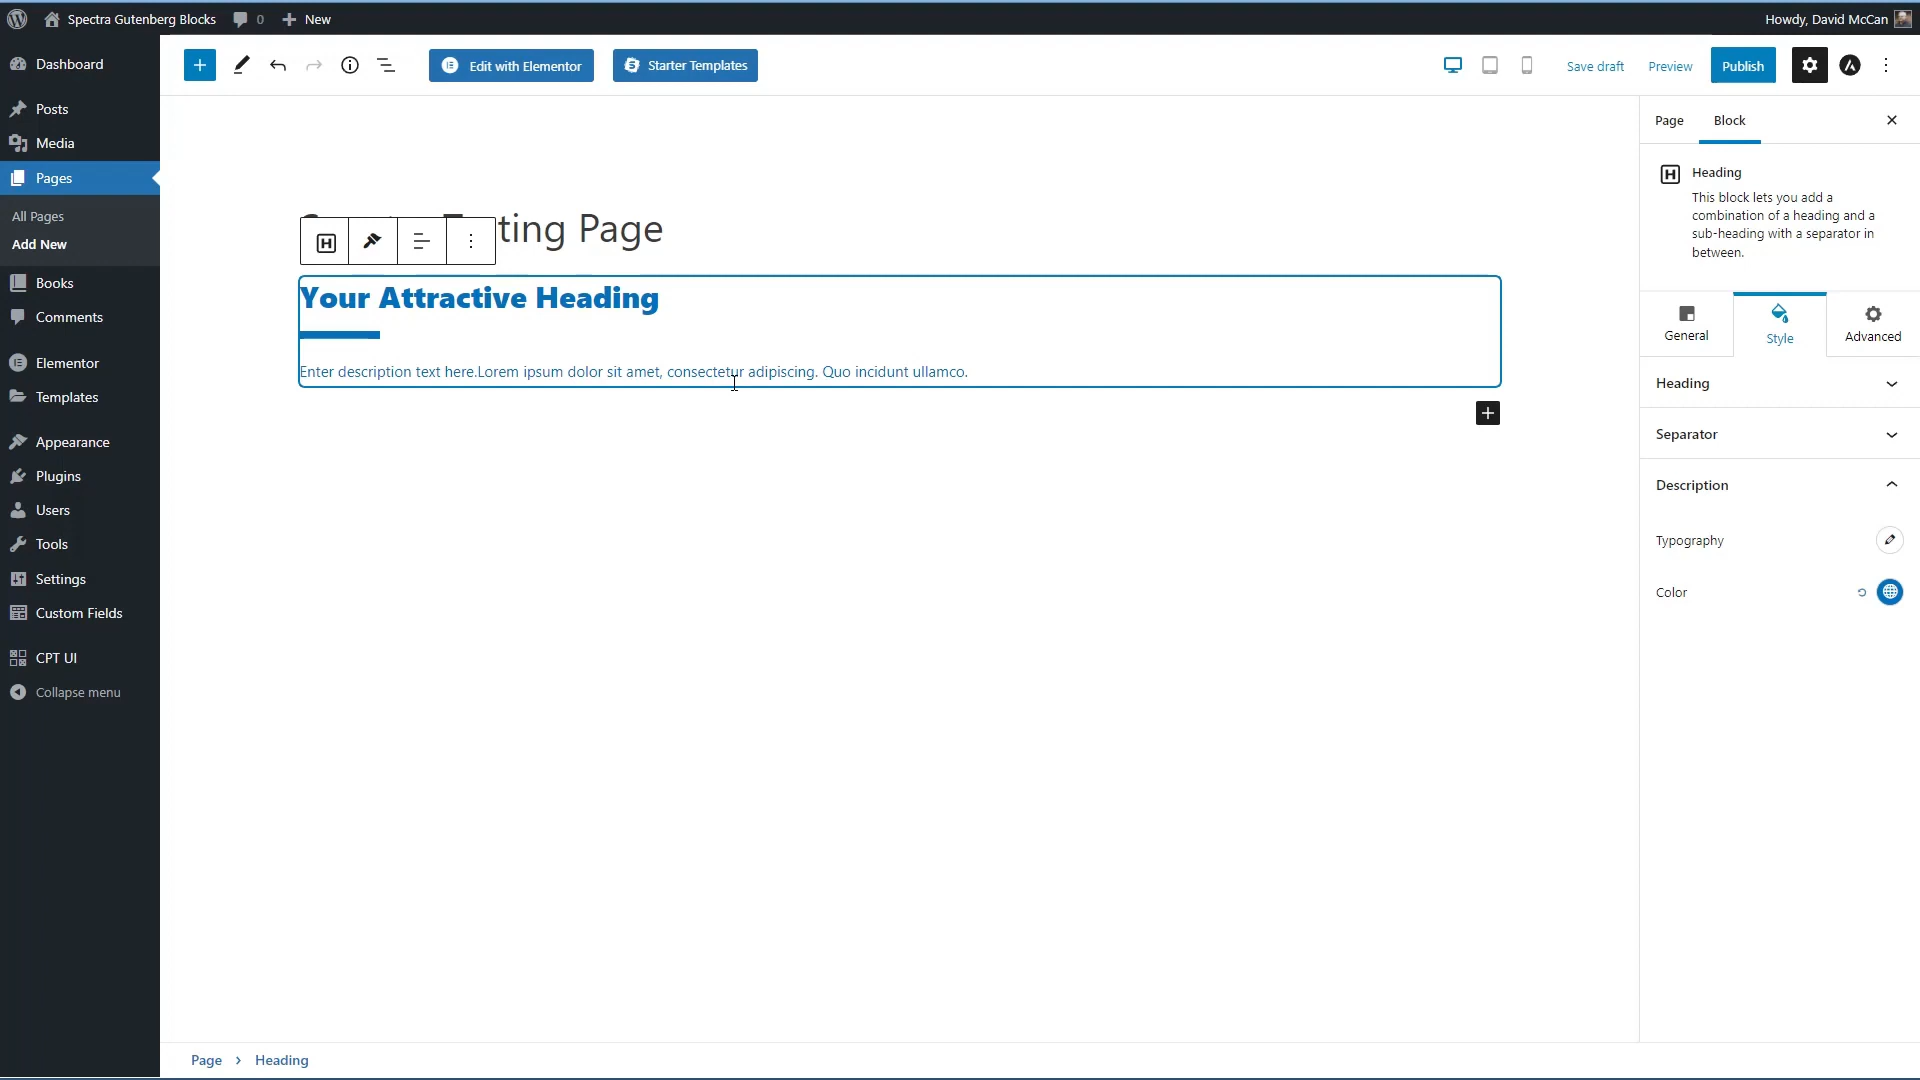 Spectra Gutenberg Blocks
0
New
Howdy, David McCan
Dashboard
Posts
Media
Pages
All Pages
Add New
Books
Comments
Elementor
Templates
Appearance
Plugins
Users
Tools
Settings
Custom Fields
CPT UI
Collapse menu
Edit with Elementor
Starter Templates
Save draft
Preview
Publish
ting Page
Your Attractive Heading
Enter description text here.Lorem ipsum dolor sit amet, consectetur adipiscing. Quo incidunt ullamco.
Page
Block
Heading
This block lets you add a
combination of a heading and a
sub-heading with a separator in
between.
General
Style
Advanced
Heading
Separator
Description
Typography
Color
Page
Heading